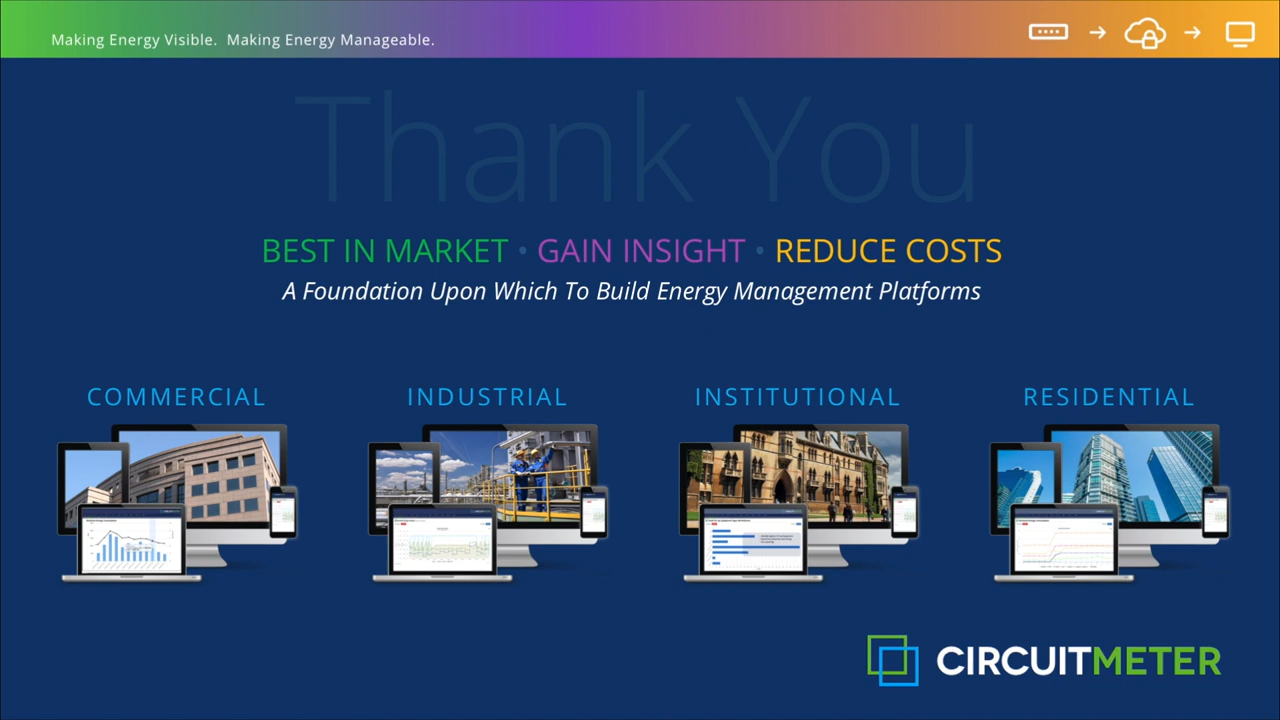 Making Energy Visible.  Making Energy Manageable.
Thank You
BEST IN MARKET • GAIN INSIGHT • REDUCE COSTS
A Foundation Upon Which To Build Energy Management Platforms
COMMERCIAL INDUSTRIAL INSTITUTIONAL RESIDENTIAL
CIRCUITMETER